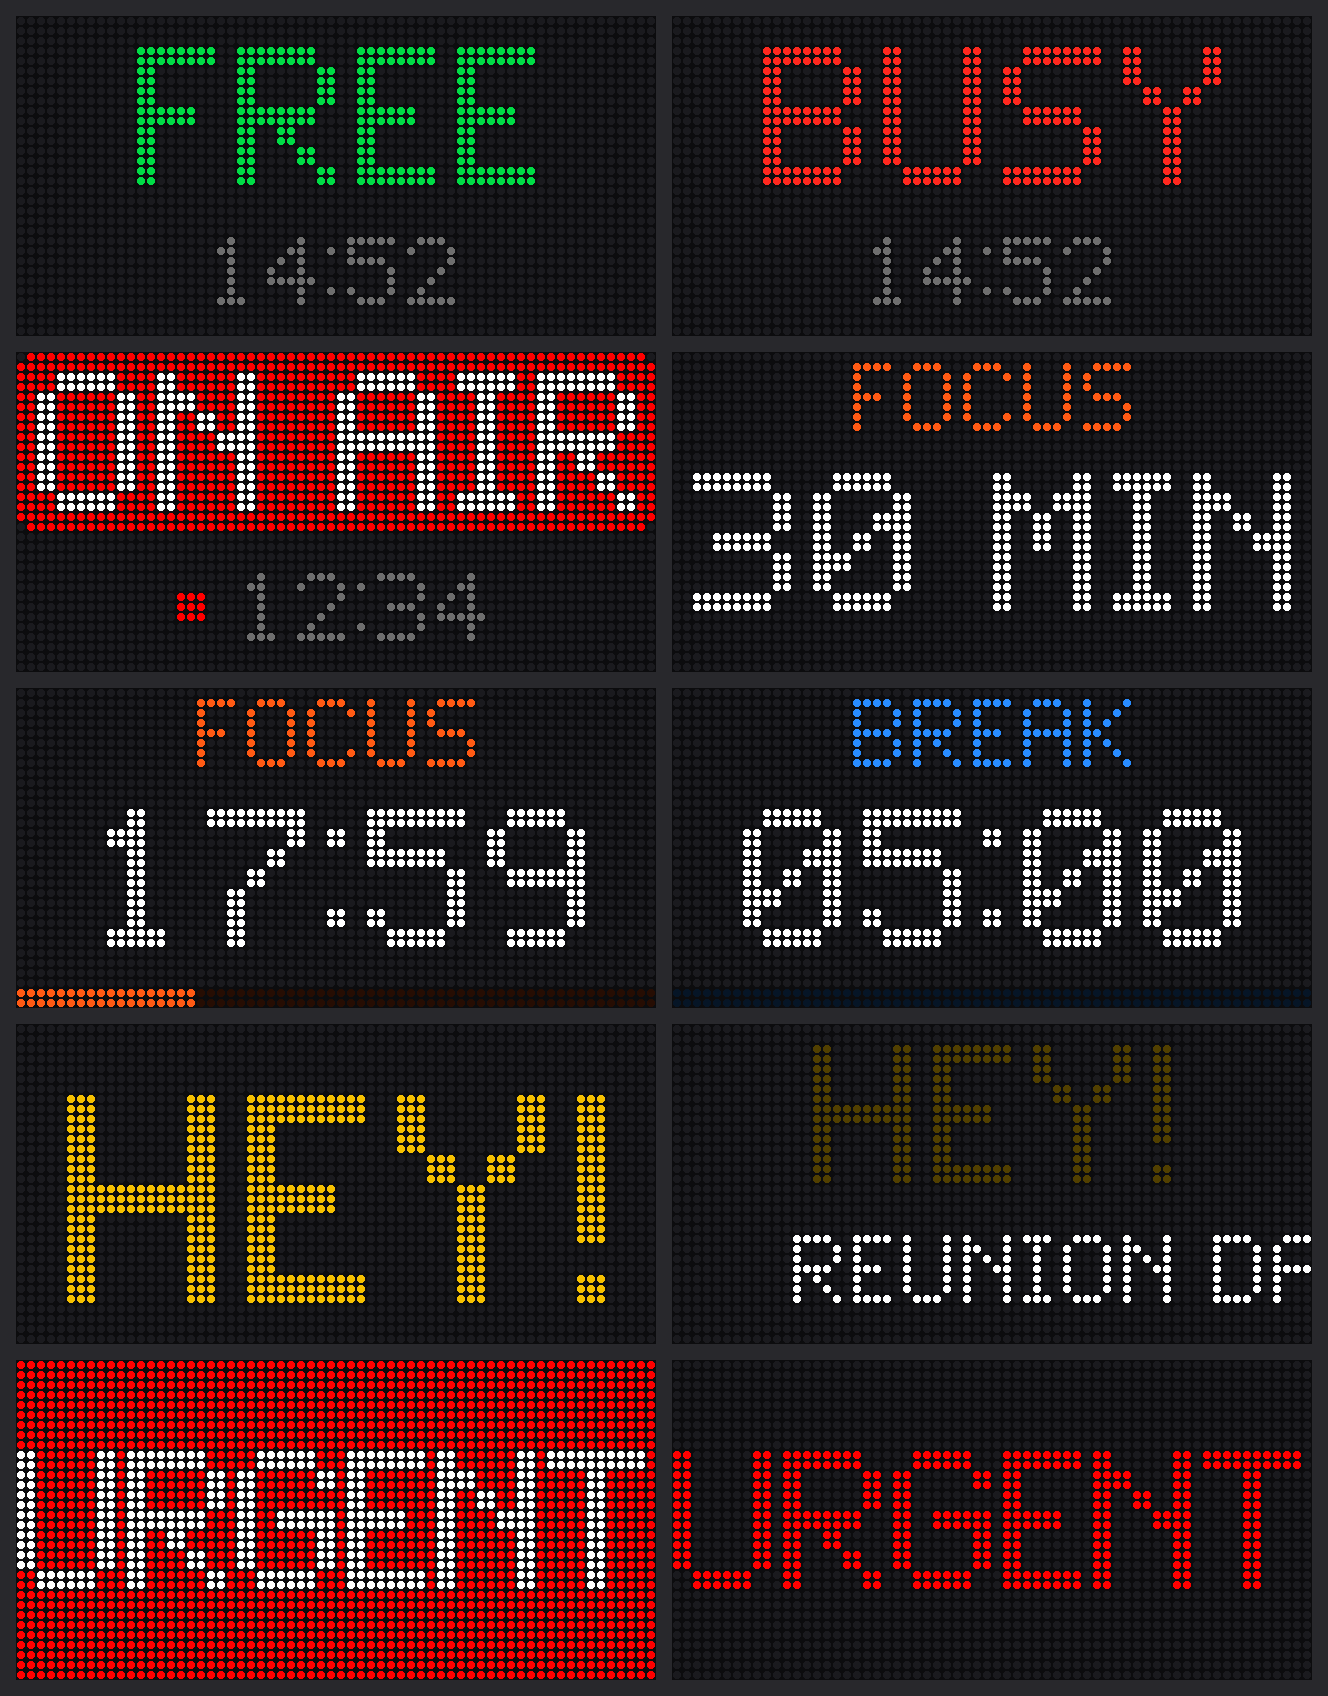 FREE
14:52
BUSY
14:52
ON AIR
12:34
FOCUS
30 MIN
FOCUS
17:59
BREAK
05:00
HEY!
HEY!
REUNION
URGENT
URGENT